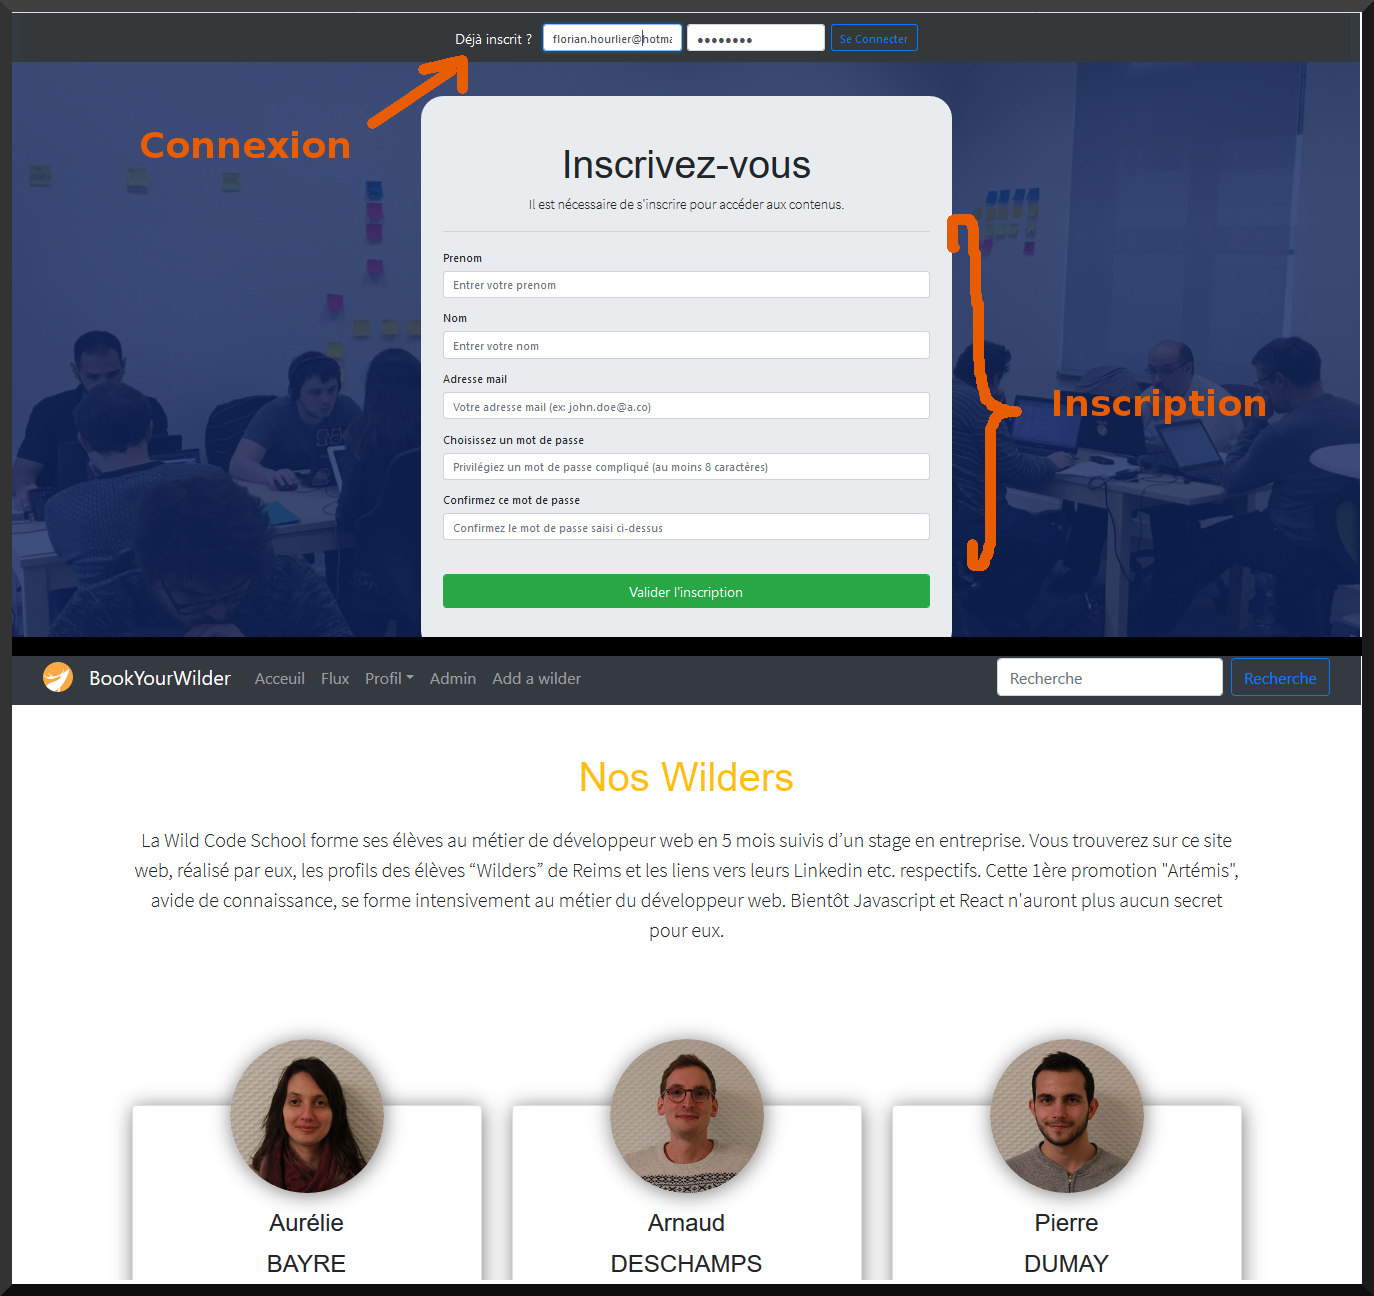 Déjà inscrit ? florian.hourlier@hotma ●●●●●●●● Se Connecter
Connexion
Inscrivez-vous
Il est nécessaire de s'inscrire pour accéder aux contenus.
Prenom
Entrer votre prenom
Nom
Entrer votre nom
Adresse mail
Votre adresse mail (ex: john.doe@a.co)
Choisissez un mot de passe
Privilégiez un mot de passe compliqué (au moins 8 caractères)
Confirmez ce mot de passe
Confirmez le mot de passe saisi ci-dessus
Valider l'inscription
Inscription
BookYourWilder Acceuil Flux Profil Admin Add a wilder Recherche Recherche
Nos Wilders
La Wild Code School forme ses élèves au métier de développeur web en 5 mois suivis d’un stage en entreprise. Vous trouverez sur ce site
web, réalisé par eux, les profils des élèves “Wilders” de Reims et les liens vers leurs Linkedin etc. respectifs. Cette 1ère promotion "Artémis",
avide de connaissance, se forme intensivement au métier du développeur web. Bientôt Javascript et React n'auront plus aucun secret
pour eux.
Aurélie
BAYRE
Arnaud
DESCHAMPS
Pierre
DUMAY